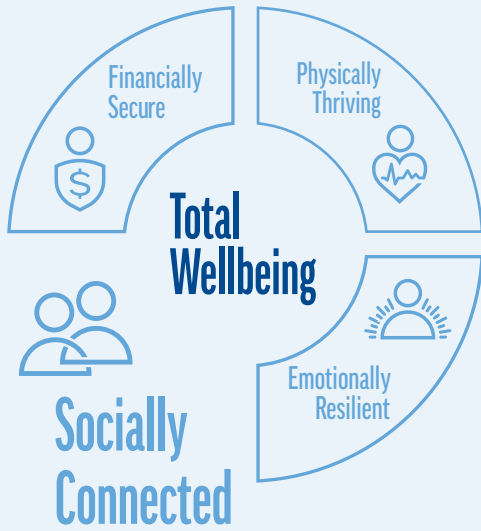 Financially
Secure
$
Physically
Thriving
Total
Wellbeing
Emotionally
Resilient
Socially
Connected